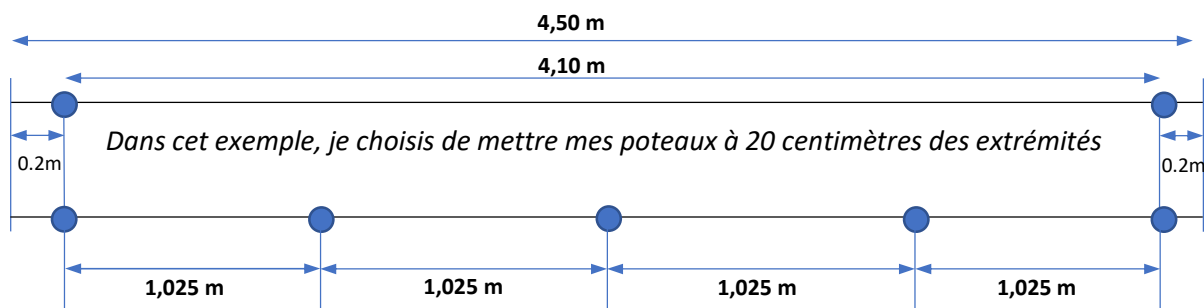 4,50 m
4,10 m
Dans cet exemple, je choisis de mettre mes poteaux à 20 centimètres des extrémités
0.2m
0.2m
1,025 m
1,025 m
1,025 m
1,025 m